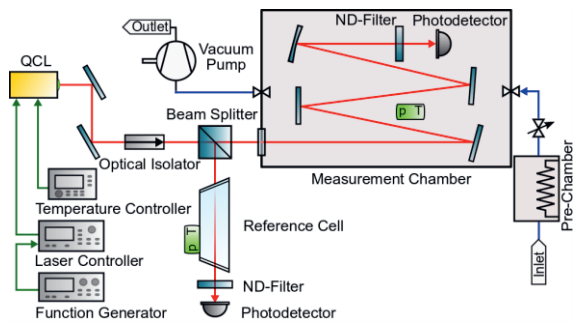 Outlet
ND-Filter
Photodetector
QCL
Vacuum
Pump
Beam Splitter
p T
Optical Isolator
Measurement Chamber
Pre-Chamber
Temperature Controller
Reference Cell
p T
Laser Controller
Inlet
ND-Filter
Function Generator
Photodetector